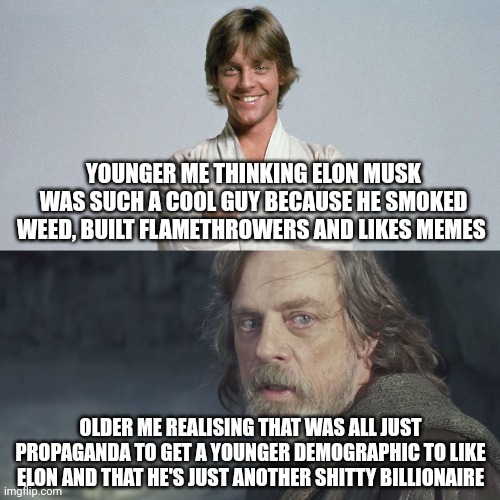 YOUNGER ME THINKING ELON MUSK
WAS SUCH A COOL GUY BECAUSE HE SMOKED
WEED, BUILT FLAMETHROWERS AND LIKES MEMES
OLDER ME REALISING THAT WAS ALL JUST
PROPAGANDA TO GET A YOUNGER DEMOGRAPHIC TO LIKE
ELON AND THAT HE'S JUST ANOTHER SHITTY BILLIONAIRE
imgflip.com